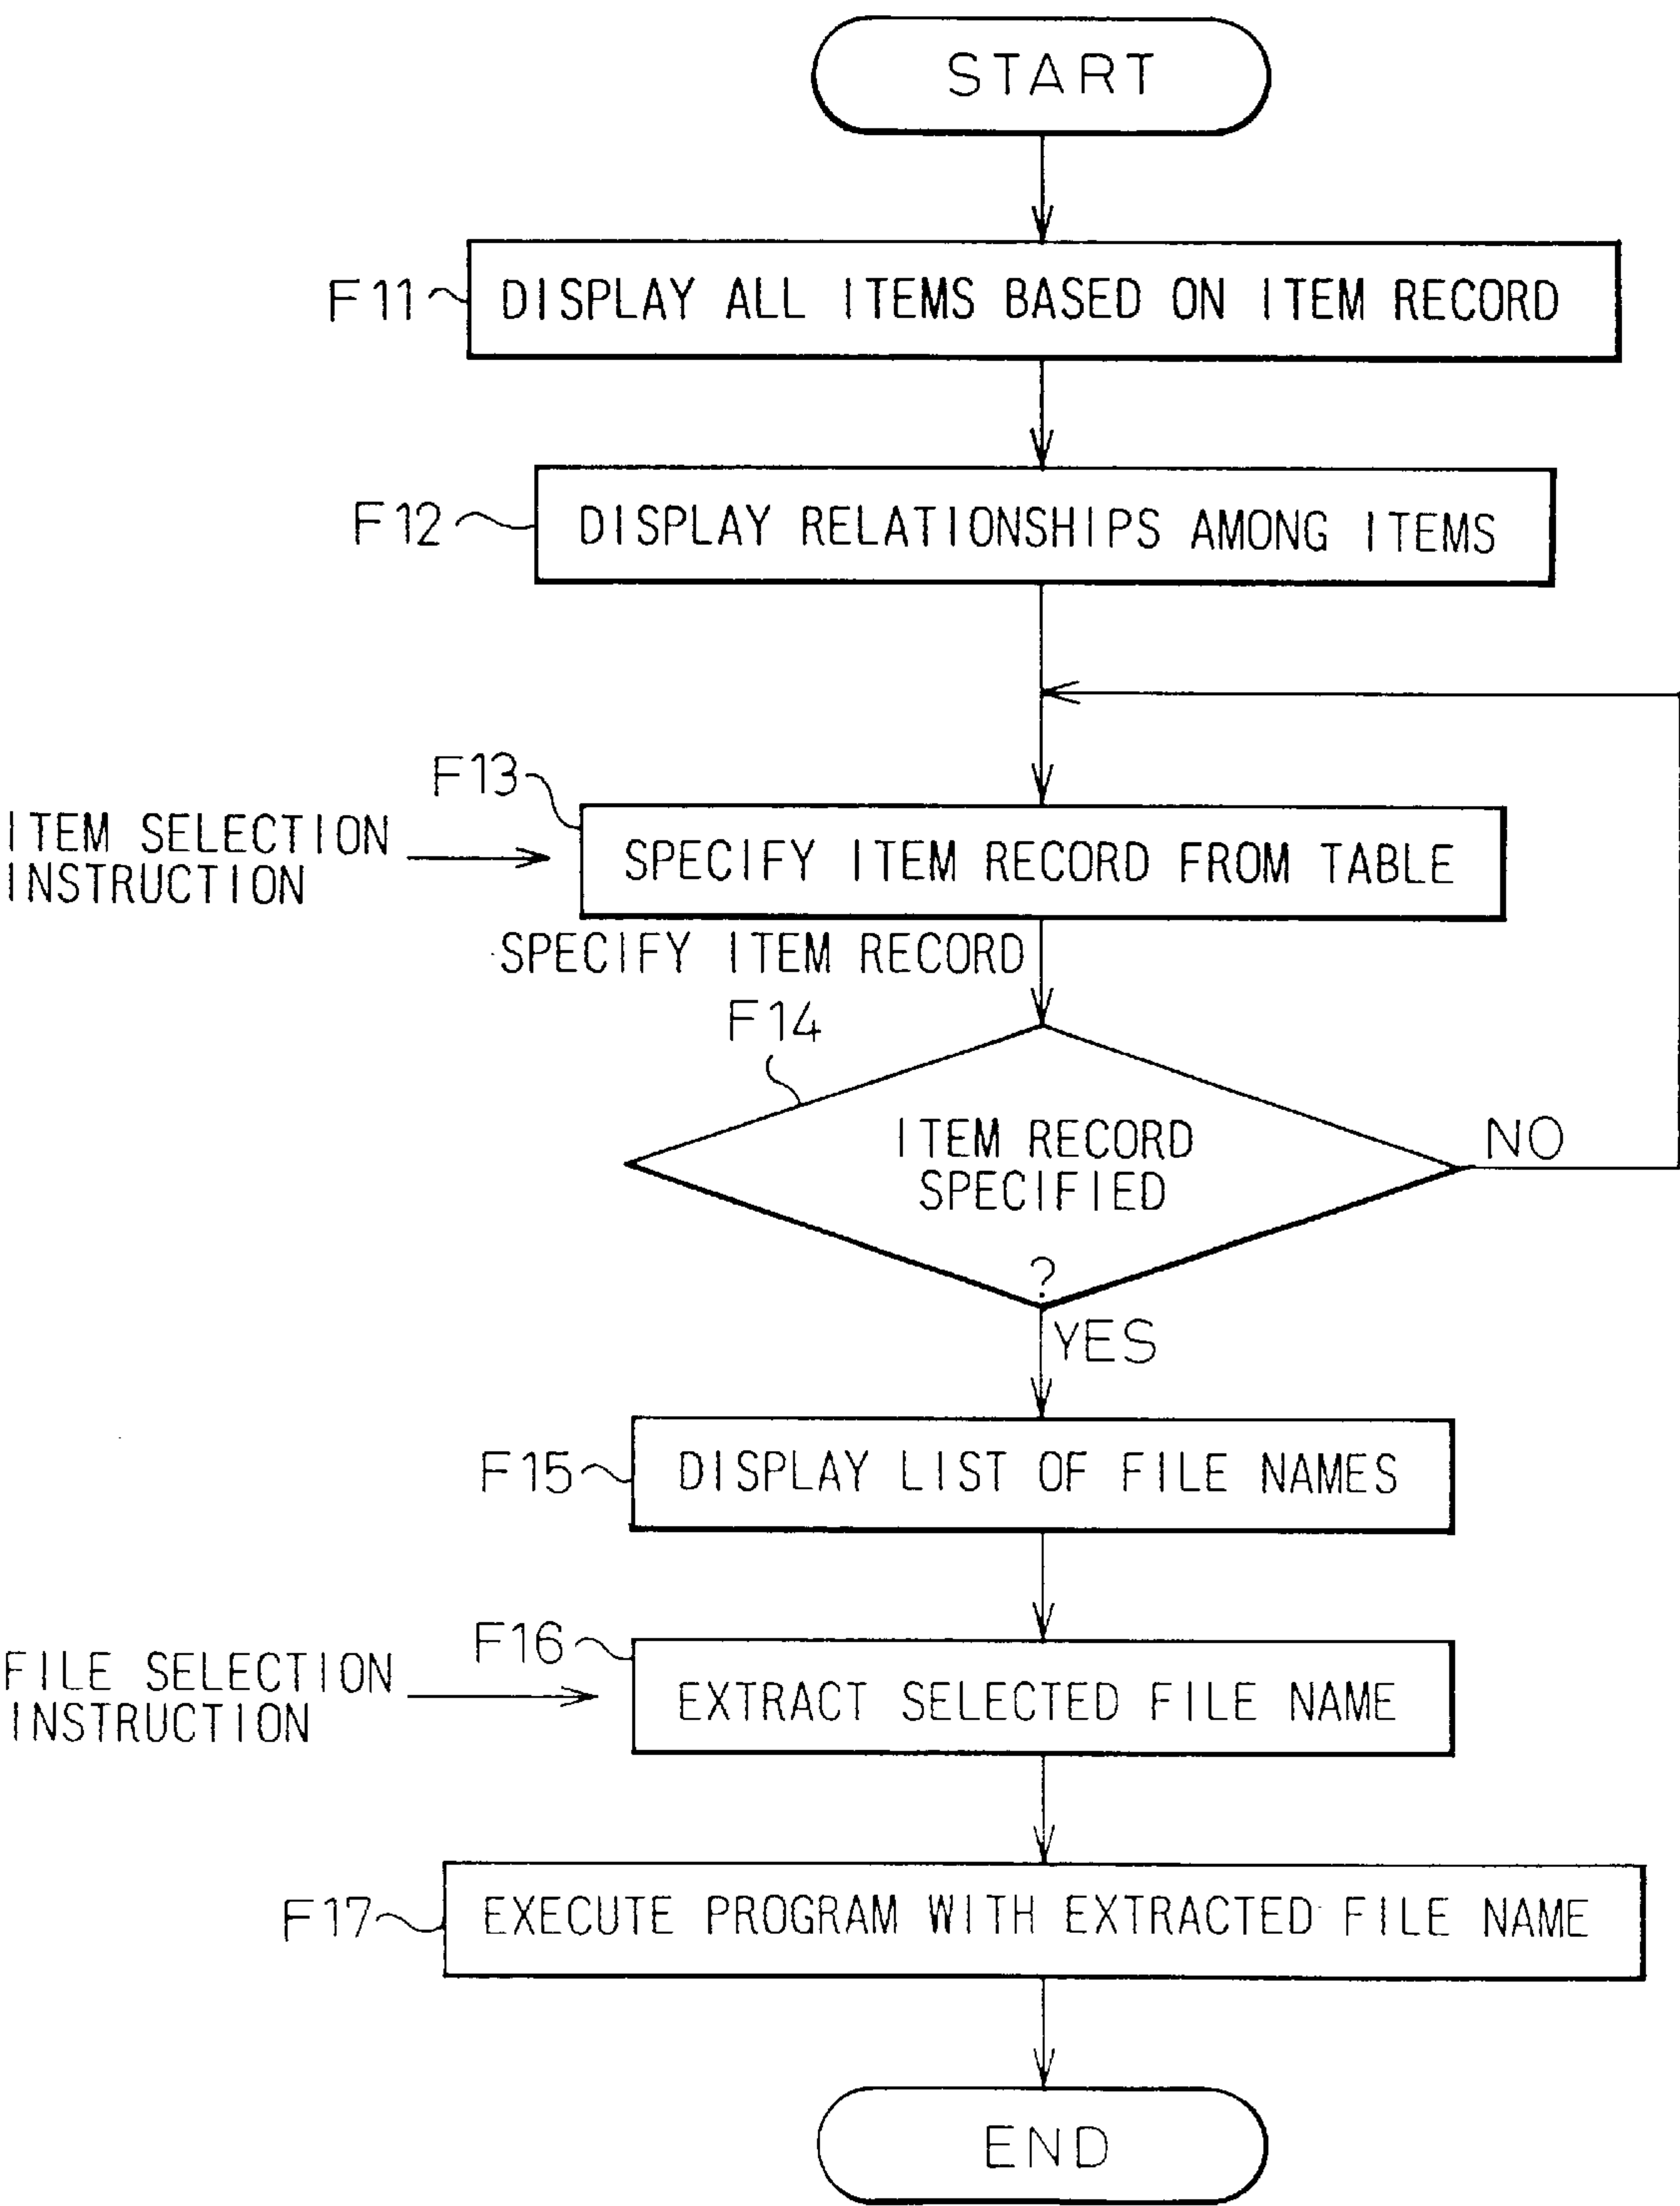 START
F11
DISPLAY ALL ITEMS BASED ON ITEM RECORD
F12
DISPLAY RELATIONSHIPS AMONG ITEMS
F13
ITEM SELECTION
INSTRUCTION
SPECIFY ITEM RECORD FROM TABLE
SPECIFY ITEM RECORD
F14
ITEM RECORD
SPECIFIED
?
NO
YES
F15
DISPLAY LIST OF FILE NAMES
F16
FILE SELECTION
INSTRUCTION
EXTRACT SELECTED FILE NAME
F17
EXECUTE PROGRAM WITH EXTRACTED FILE NAME
END